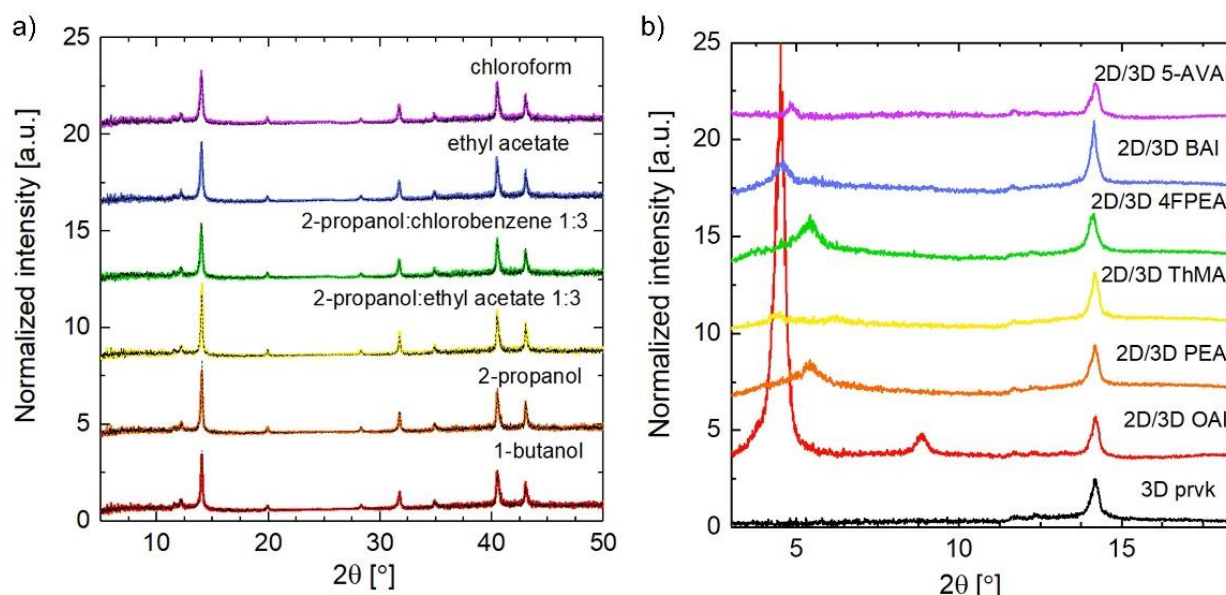 a)
Normalized intensity [a.u.]
25
20
15
10
5
0
chloroform
ethyl acetate
2-propanol:chlorobenzene 1:3
2-propanol:ethyl acetate 1:3
2-propanol
1-butanol
10 20 30 40 50
2θ [°]
b)
Normalized intensity [a.u.]
25
20
15
10
5
0
2D/3D 5-AVAI
2D/3D BAI
2D/3D 4FPEA
2D/3D ThMA
2D/3D PEA
2D/3D OAI
3D prvk
5 10 15
2θ [°]